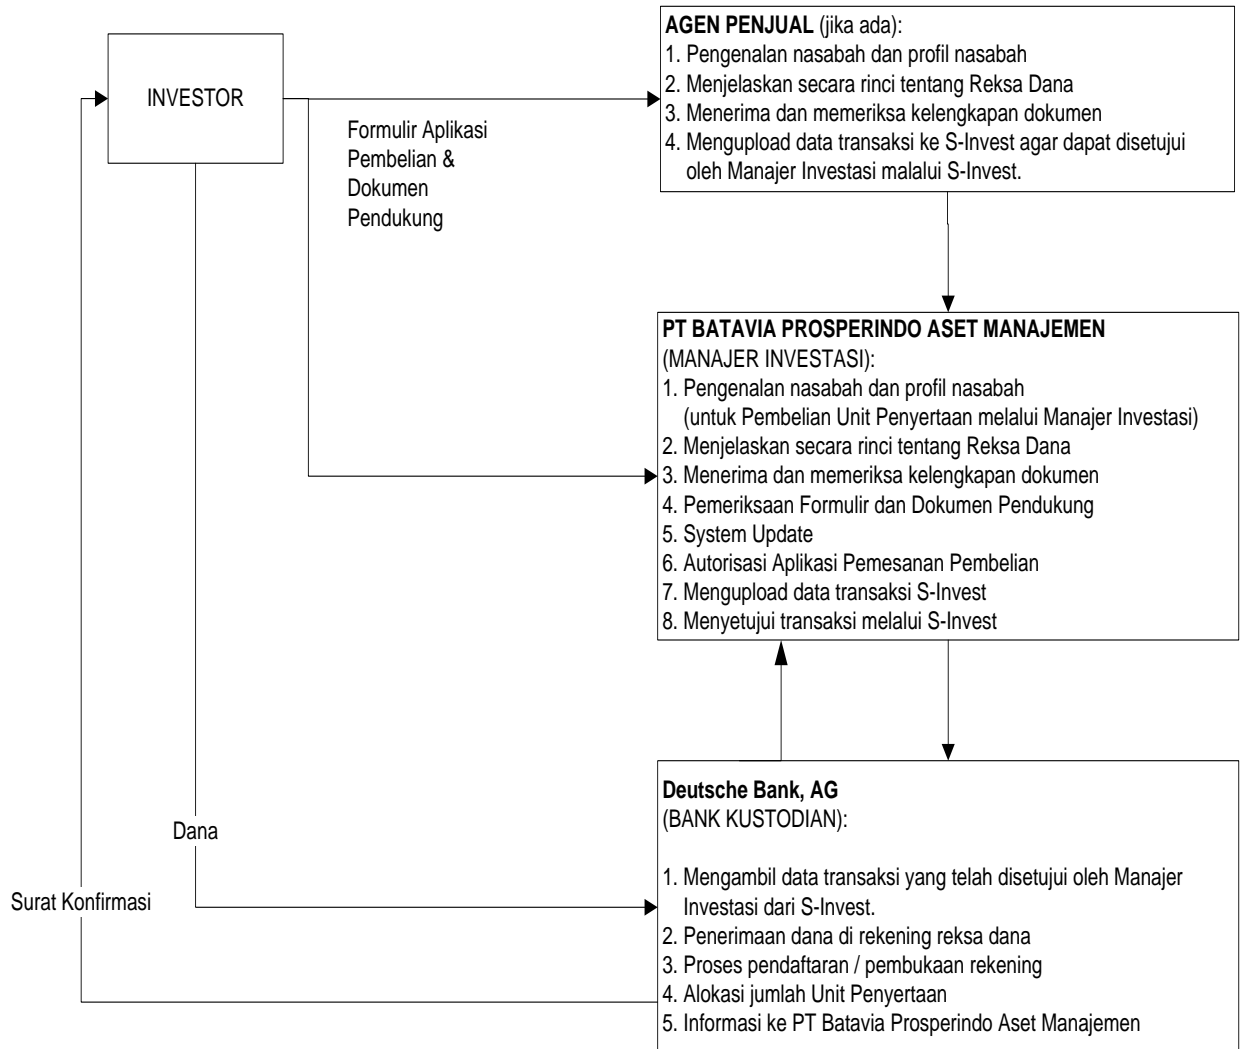 INVESTOR
Formulir Aplikasi
Pembelian &
Dokumen
Pendukung
AGEN PENJUAL (jika ada):
1. Pengenalan nasabah dan profil nasabah
2. Menjelaskan secara rinci tentang Reksa Dana
3. Menerima dan memeriksa kelengkapan dokumen
4. Mengupload data transaksi ke S-Invest agar dapat disetujui
oleh Manajer Investasi malalui S-Invest.
PT BATAVIA PROSPERINDO ASET MANAJEMEN
(MANAJER INVESTASI):
1. Pengenalan nasabah dan profil nasabah
(untuk Pembelian Unit Penyertaan melalui Manajer Investasi)
2. Menjelaskan secara rinci tentang Reksa Dana
3. Menerima dan memeriksa kelengkapan dokumen
4. Pemeriksaan Formulir dan Dokumen Pendukung
5. System Update
6. Autorisasi Aplikasi Pemesanan Pembelian
7. Mengupload data transaksi S-Invest
8. Menyetujui transaksi melalui S-Invest
Dana
Surat Konfirmasi
Deutsche Bank, AG
(BANK KUSTODIAN):
1. Mengambil data transaksi yang telah disetujui oleh Manajer
Investasi dari S-Invest.
2. Penerimaan dana di rekening reksa dana
3. Proses pendaftaran / pembukaan rekening
4. Alokasi jumlah Unit Penyertaan
5. Informasi ke PT Batavia Prosperindo Aset Manajemen